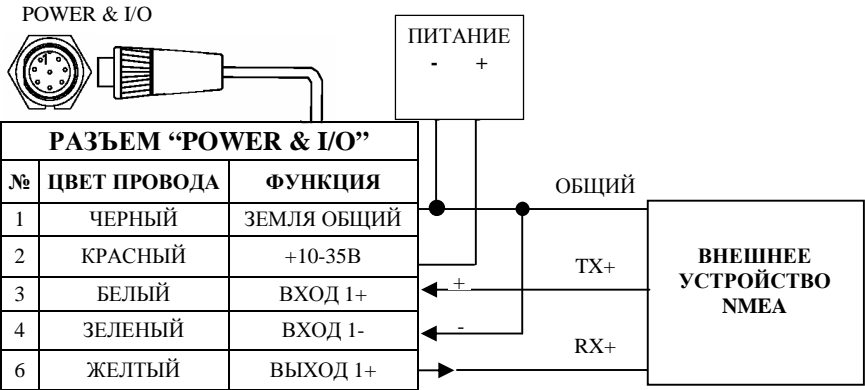 POWER & I/O
ПИТАНИЕ
- +
РАЗЪЕМ “POWER & I/O”
№ ЦВЕТ ПРОВОДА ФУНКЦИЯ
ОБЩИЙ
1 ЧЕРНЫЙ ЗЕМЛЯ ОБЩИЙ
2 КРАСНЫЙ +10-35В
TX+
ВНЕШНЕЕ
УСТРОЙСТВО
NMEA
3 БЕЛЫЙ ВХОД 1+
+
4 ЗЕЛЕНЫЙ ВХОД 1-
-
RX+
6 ЖЕЛТЫЙ ВЫХОД 1+